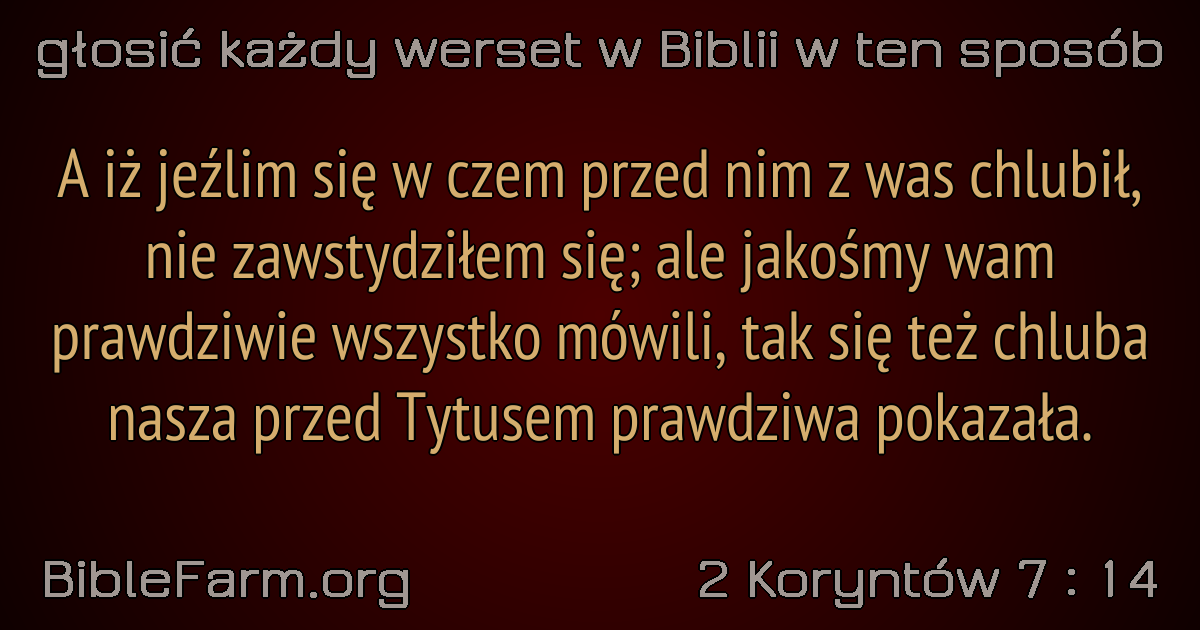 głosić każdy werset w Biblii w ten sposób
A iż jeźlim się w czem przed nim z was chlubił,
nie zawstydziłem się; ale jakośmy wam
prawdziwie wszystko mówili, tak się też chluba
nasza przed Tytusem prawdziwa pokazała.
BibleFarm.org
2 Koryntów 7 : 14